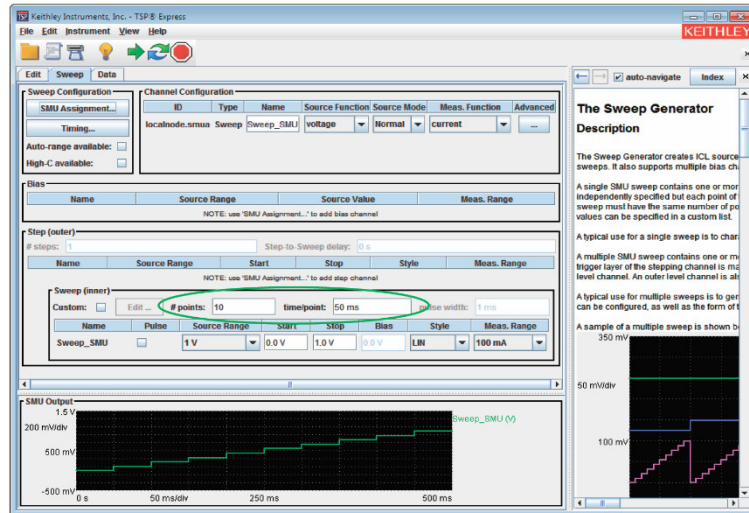 Keithley Instruments, Inc. - TSP® Express
File Edit Instrument View Help
KEITHLEY
Edit Sweep Data
Sweep Configuration
SMU Assignment...
Timing...
Auto-range available:
High-C available:
Channel Configuration
ID Type Name Source Function Source Mode Meas. Function Advanced
localnode.smua Sweep Sweep_SMU voltage Normal current ...
Bias
Name Source Range Source Value Meas. Range
NOTE: use 'SMU Assignment...' to add bias channel
Step (outer)
# steps: 1 Step-to-Sweep delay: 0 s
Name Source Range Start Stop Style Meas. Range
NOTE: use 'SMU Assignment...' to add step channel
Sweep (inner)
Custom: Edit ... # points: 10 time/point: 50 ms pulse width: 1 ms
Name Pulse Source Range Start Stop Bias Style Meas. Range
Sweep_SMU 1 V 0.0 V 1.0 V 0.0 V LIN 100 mA
SMU Output
1.5 V
200 mV/div
500 mV
-500 mV
0 s 50 ms/div 250 ms 500 ms
Sweep_SMU (V)
auto-navigate Index
The Sweep Generator
Description
The Sweep Generator creates ICL source
sweeps. It also supports multiple bias ch
A single SMU sweep contains one or mor
independently specified but each point of
sweep must have the same number of po
values can be specified in a custom list.
A typical use for a single sweep is to char
A multiple SMU sweep contains one or m
trigger layer of the stepping channel is ma
level channel. An outer level channel is als
A typical use for multiple sweeps is to gen
can be configured, as well as the form of t
A sample of a multiple sweep is shown b
350 mV
50 mV/div
100 mV